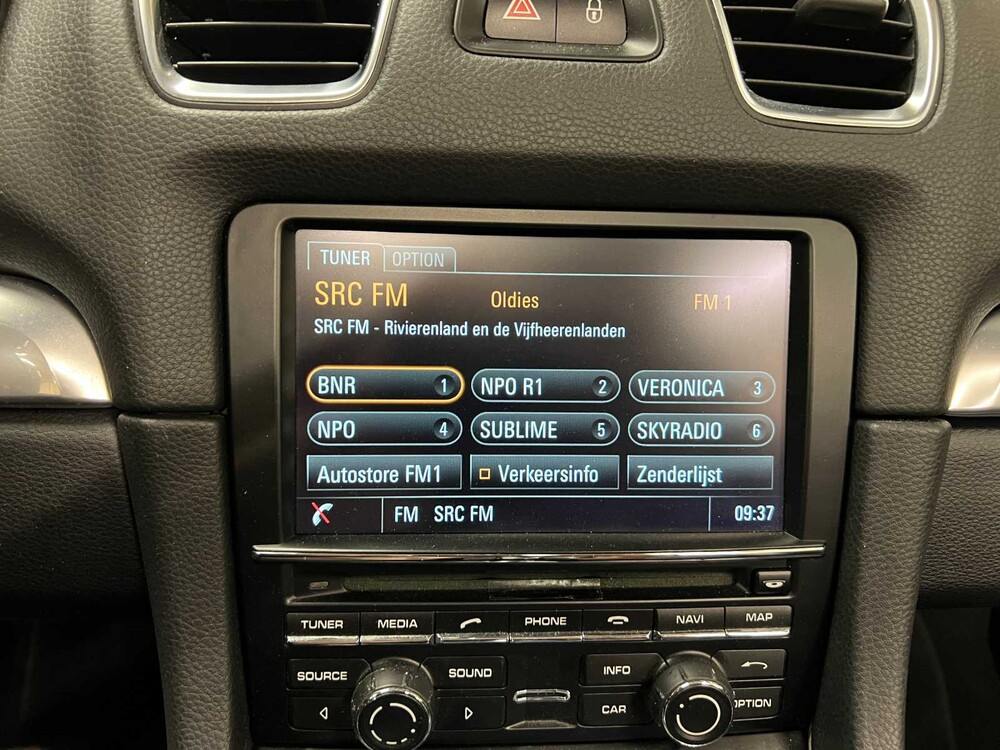 TUNER OPTION
SRC FM Oldies FM 1
SRC FM - Rivierenland en de Vijfheerenlanden
BNR 1 NPO R1 2 VERONICA 3
NPO 4 SUBLIME 5 SKYRADIO 6
Autostore FM1 Verkeersinfo Zenderlijst
FM SRC FM 09:37
TUNER MEDIA PHONE NAVI MAP
SOURCE SOUND INFO
CAR OPTION